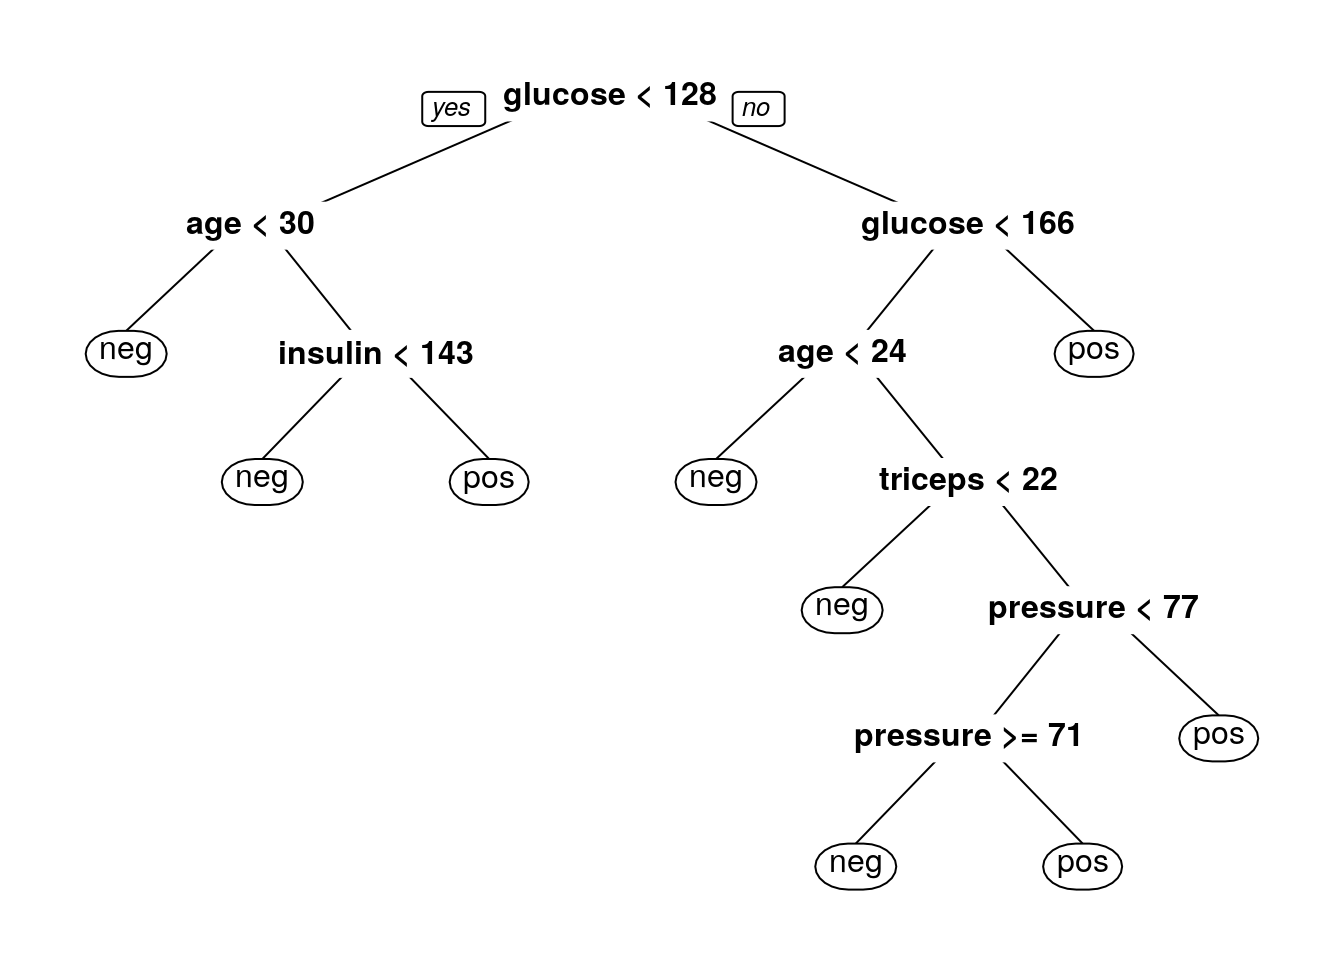 yes glucose < 128 no
age < 30 glucose < 166
neg insulin < 143 age < 24 pos
neg pos neg triceps < 22
neg pressure < 77
pressure >= 71 pos
neg pos